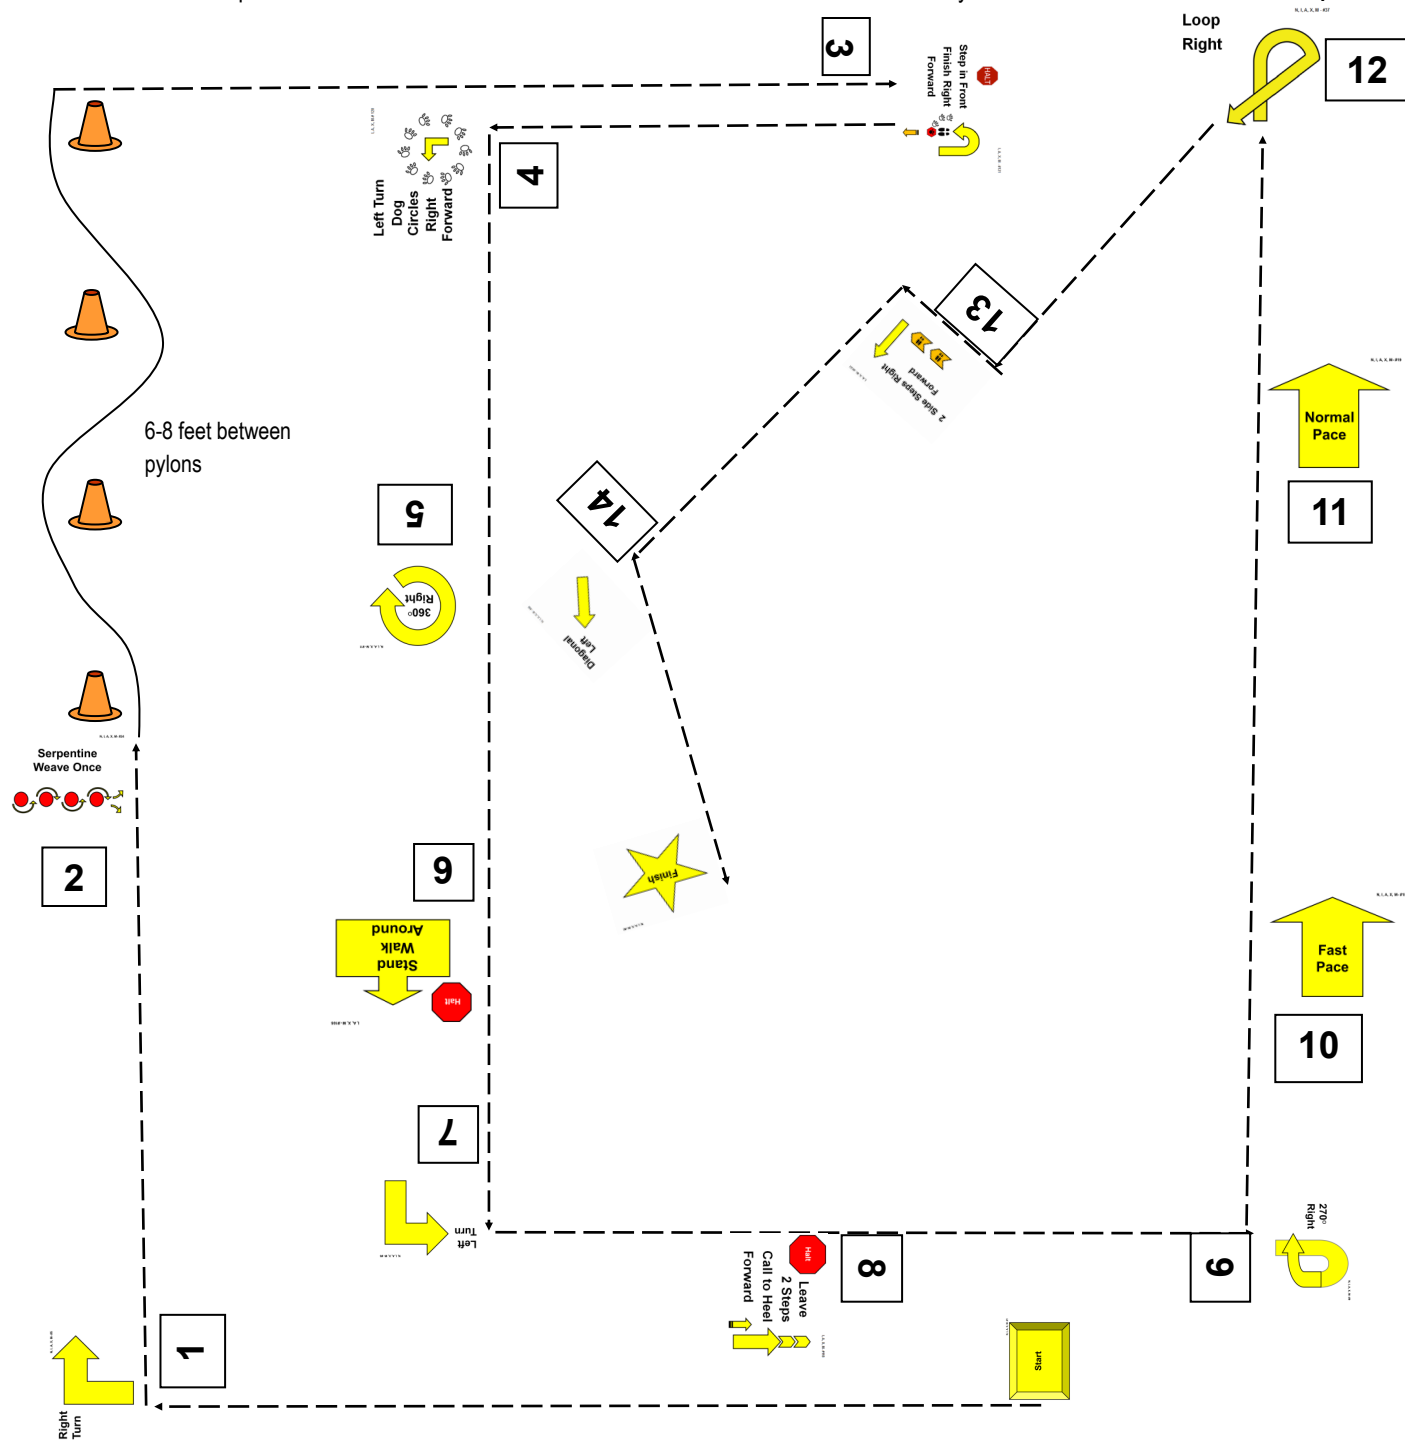 Loop
Right
12
3
HALT
Step in Front
Finish Right
Forward
4
Left Turn
Dog
Circles
Right
Forward
13
2 Side Steps Right
Forward
Normal
Pace
11
6-8 feet between
pylons
14
Diagonal
Left
5
360°
Right
Serpentine
Weave Once
2
Finish
6
Stand
Walk
Around
Halt
Fast
Pace
10
7
Left
Turn
Halt
Leave
2 Steps
Call to Heel
Forward
8
9
270°
Right
1
Right
Turn
Start